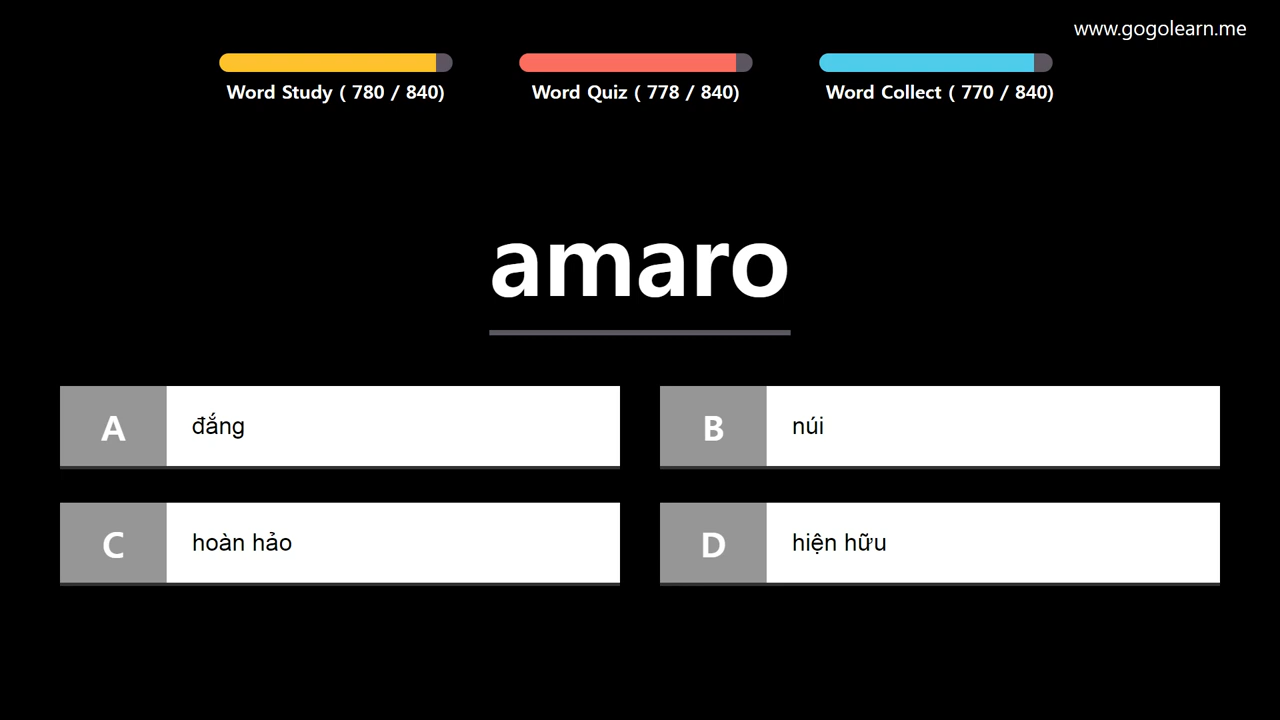 www.gogolearn.me
Word Study ( 780 / 840)
Word Quiz ( 778 / 840)
Word Collect ( 770 / 840)
amaro
A đắng
B núi
C hoàn hảo
D hiện hữu